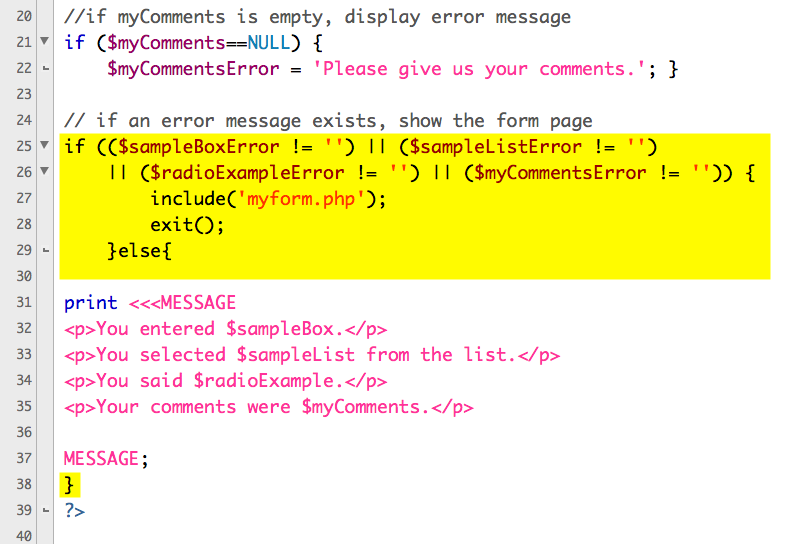 20 //if myComments is empty, display error message
21 if ($myComments==NULL) {
22     $myCommentsError = 'Please give us your comments.'; }
23
24 // if an error message exists, show the form page
25 if (($sampleBoxError != '') || ($sampleListError != '')
26     || ($radioExampleError != '') || ($myCommentsError != '')) {
27         include('myform.php');
28         exit();
29     }else{
30
31 print <<<MESSAGE
32 <p>You entered $sampleBox.</p>
33 <p>You selected $sampleList from the list.</p>
34 <p>You said $radioExample.</p>
35 <p>Your comments were $myComments.</p>
36
37 MESSAGE;
38 }
39 ?>
40